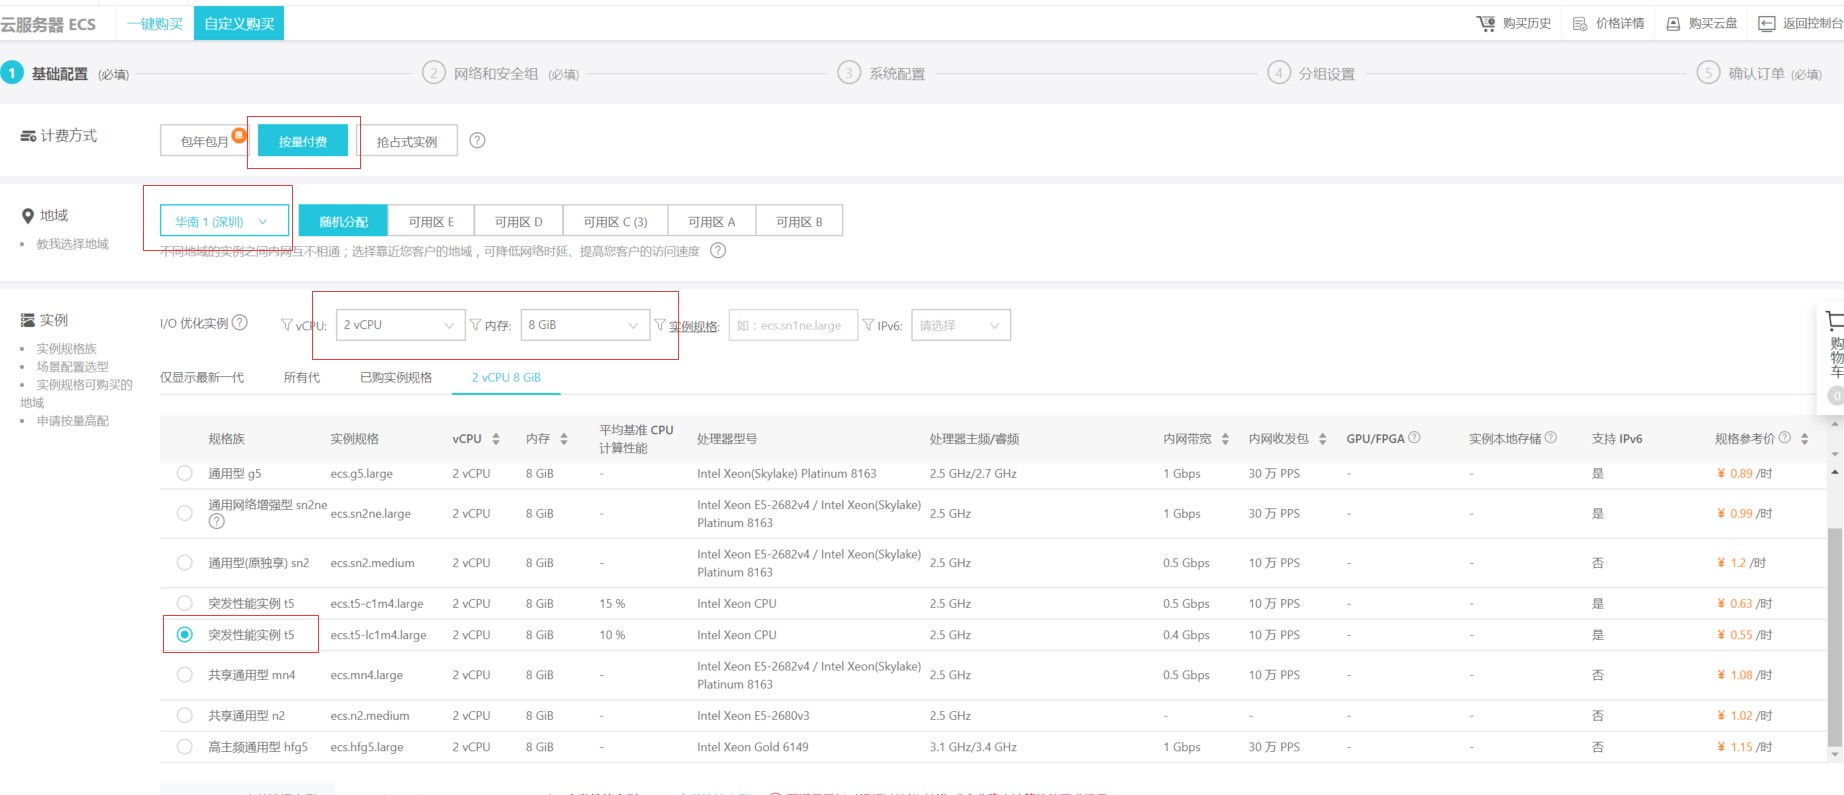 云服务器 ECS 一键购买 自定义购买 购买历史 价格详情 购买云盘 返回控制台
1 基础配置 (必填) 2 网络和安全组 (必填) 3 系统配置 4 分组设置 5 确认订单 (必填)
计费方式 包年包月 惠 按量付费 抢占式实例 ?
地域 华南 1 (深圳) 随机分配 可用区 E 可用区 D 可用区 C (3) 可用区 A 可用区 B
教我选择地域 不同地域的实例之间内网互不相通；选择靠近您客户的地域，可降低网络时延、提高您客户的访问速度 ?
实例
实例规格族
场景配置选型
实例规格可购买的
地域
申请按量高配
I/O 优化实例 ? vCPU: 2 vCPU 内存: 8 GiB 实例规格: 如：ecs.sn1ne.large IPv6: 请选择
仅显示最新一代 所有代 已购实例规格 2 vCPU 8 GiB
规格族 实例规格 vCPU 内存 平均基准 CPU 计算性能 处理器型号 处理器主频/睿频 内网带宽 内网收发包 GPU/FPGA ? 实例本地存储 ? 支持 IPv6 规格参考价 ?
通用型 g5 ecs.g5.large 2 vCPU 8 GiB - Intel Xeon(Skylake) Platinum 8163 2.5 GHz/2.7 GHz 1 Gbps 30 万 PPS - - 是 ¥ 0.89 /时
通用网络增强型 sn2ne ? ecs.sn2ne.large 2 vCPU 8 GiB - Intel Xeon E5-2682v4 / Intel Xeon(Skylake) Platinum 8163 2.5 GHz 1 Gbps 30 万 PPS - - 是 ¥ 0.99 /时
通用型(原独享) sn2 ecs.sn2.medium 2 vCPU 8 GiB - Intel Xeon E5-2682v4 / Intel Xeon(Skylake) Platinum 8163 2.5 GHz 0.5 Gbps 10 万 PPS - - 否 ¥ 1.2 /时
突发性能实例 t5 ecs.t5-c1m4.large 2 vCPU 8 GiB 15 % Intel Xeon CPU 2.5 GHz 0.5 Gbps 10 万 PPS - - 是 ¥ 0.63 /时
突发性能实例 t5 ecs.t5-lc1m4.large 2 vCPU 8 GiB 10 % Intel Xeon CPU 2.5 GHz 0.4 Gbps 10 万 PPS - - 是 ¥ 0.55 /时
共享通用型 mn4 ecs.mn4.large 2 vCPU 8 GiB - Intel Xeon E5-2682v4 / Intel Xeon(Skylake) Platinum 8163 2.5 GHz 0.5 Gbps 10 万 PPS - - 否 ¥ 1.08 /时
共享通用型 n2 ecs.n2.medium 2 vCPU 8 GiB - Intel Xeon E5-2680v3 2.5 GHz - - - - 否 ¥ 1.02 /时
高主频通用型 hfg5 ecs.hfg5.large 2 vCPU 8 GiB - Intel Xeon Gold 6149 3.1 GHz/3.4 GHz 1 Gbps 30 万 PPS - - 否 ¥ 1.15 /时
购物车
0